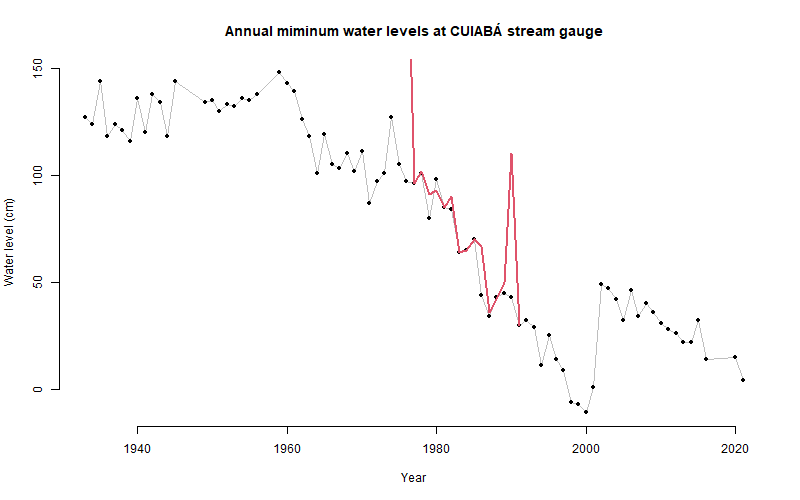 Annual miminum water levels at CUIABÁ stream gauge
150
100
50
0
Water level (cm)
1940 1960 1980 2000 2020
Year